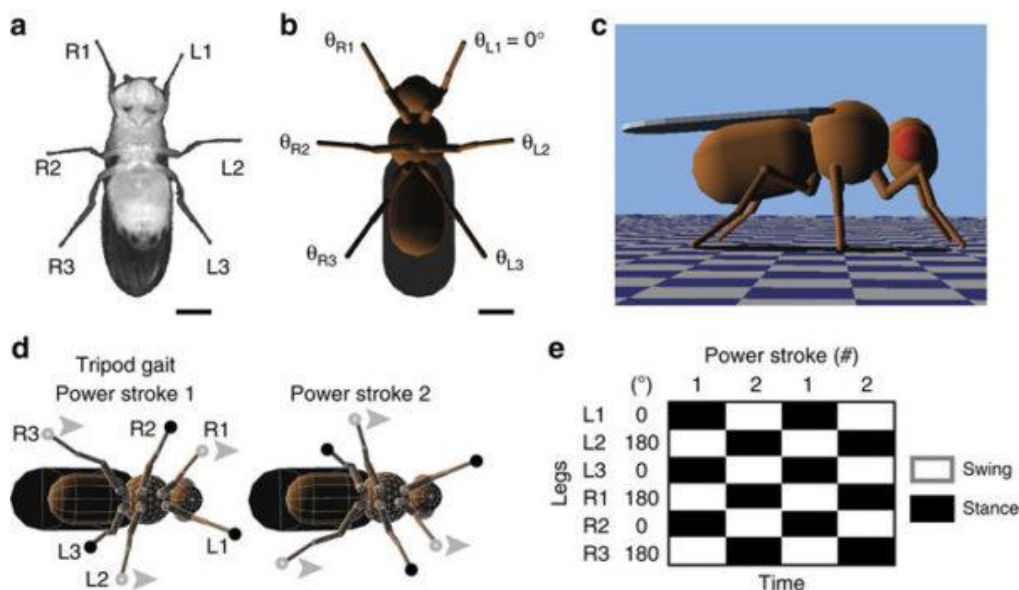 a
R1 L1
R2 L2
R3 L3
b
θR1 θL1 = 0°
θR2 θL2
θR3 θL3
c
d
Tripod gait
Power stroke 1 Power stroke 2
R3 R2 R1
L3 L1
L2
e
Power stroke (#)
(°) 1 2 1 2
Legs
L1 0
L2 180
L3 0
R1 180
R2 0
R3 180
Time
Swing
Stance